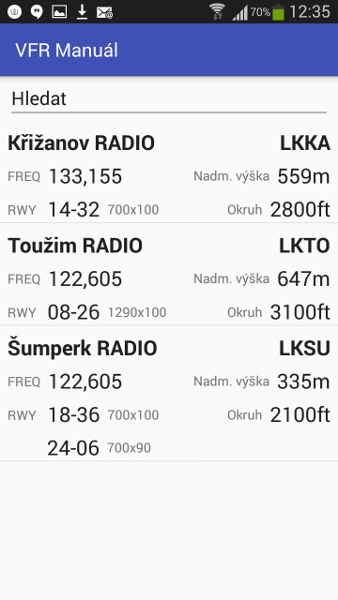 70% 12:35
VFR Manuál
Hledat
Křižanov RADIO LKKA
FREQ 133,155 Nadm. výška 559m
RWY 14-32 700x100 Okruh 2800ft
Toužim RADIO LKTO
FREQ 122,605 Nadm. výška 647m
RWY 08-26 1290x100 Okruh 3100ft
Šumperk RADIO LKSU
FREQ 122,605 Nadm. výška 335m
RWY 18-36 700x100 Okruh 2100ft
24-06 700x90